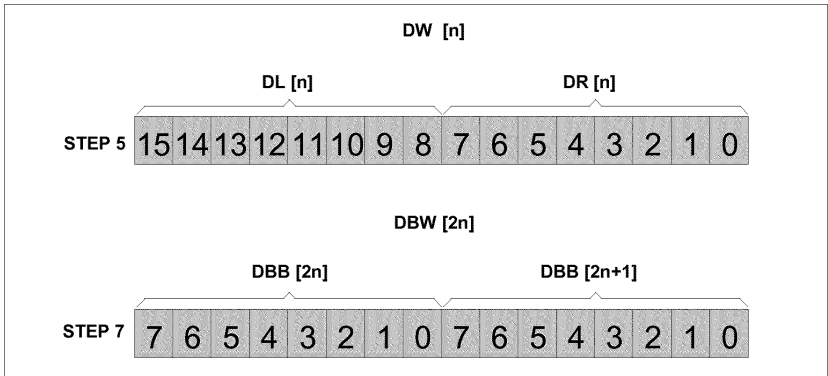 DW [n]
DL [n] DR [n]
STEP 5 15 14 13 12 11 10 9 8 7 6 5 4 3 2 1 0
DBW [2n]
DBB [2n] DBB [2n+1]
STEP 7 7 6 5 4 3 2 1 0 7 6 5 4 3 2 1 0